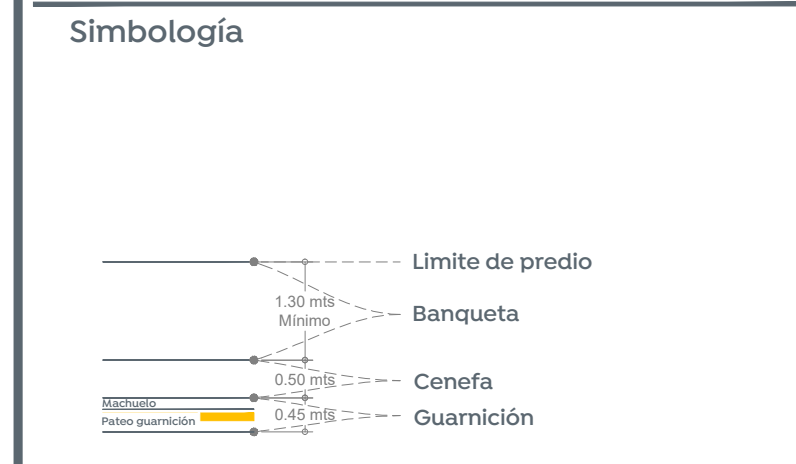 Simbología
Limite de predio
1.30 mts
Mínimo
Banqueta
0.50 mts
Cenefa
Machuelo
Pateo guarnición
0.45 mts
Guarnición